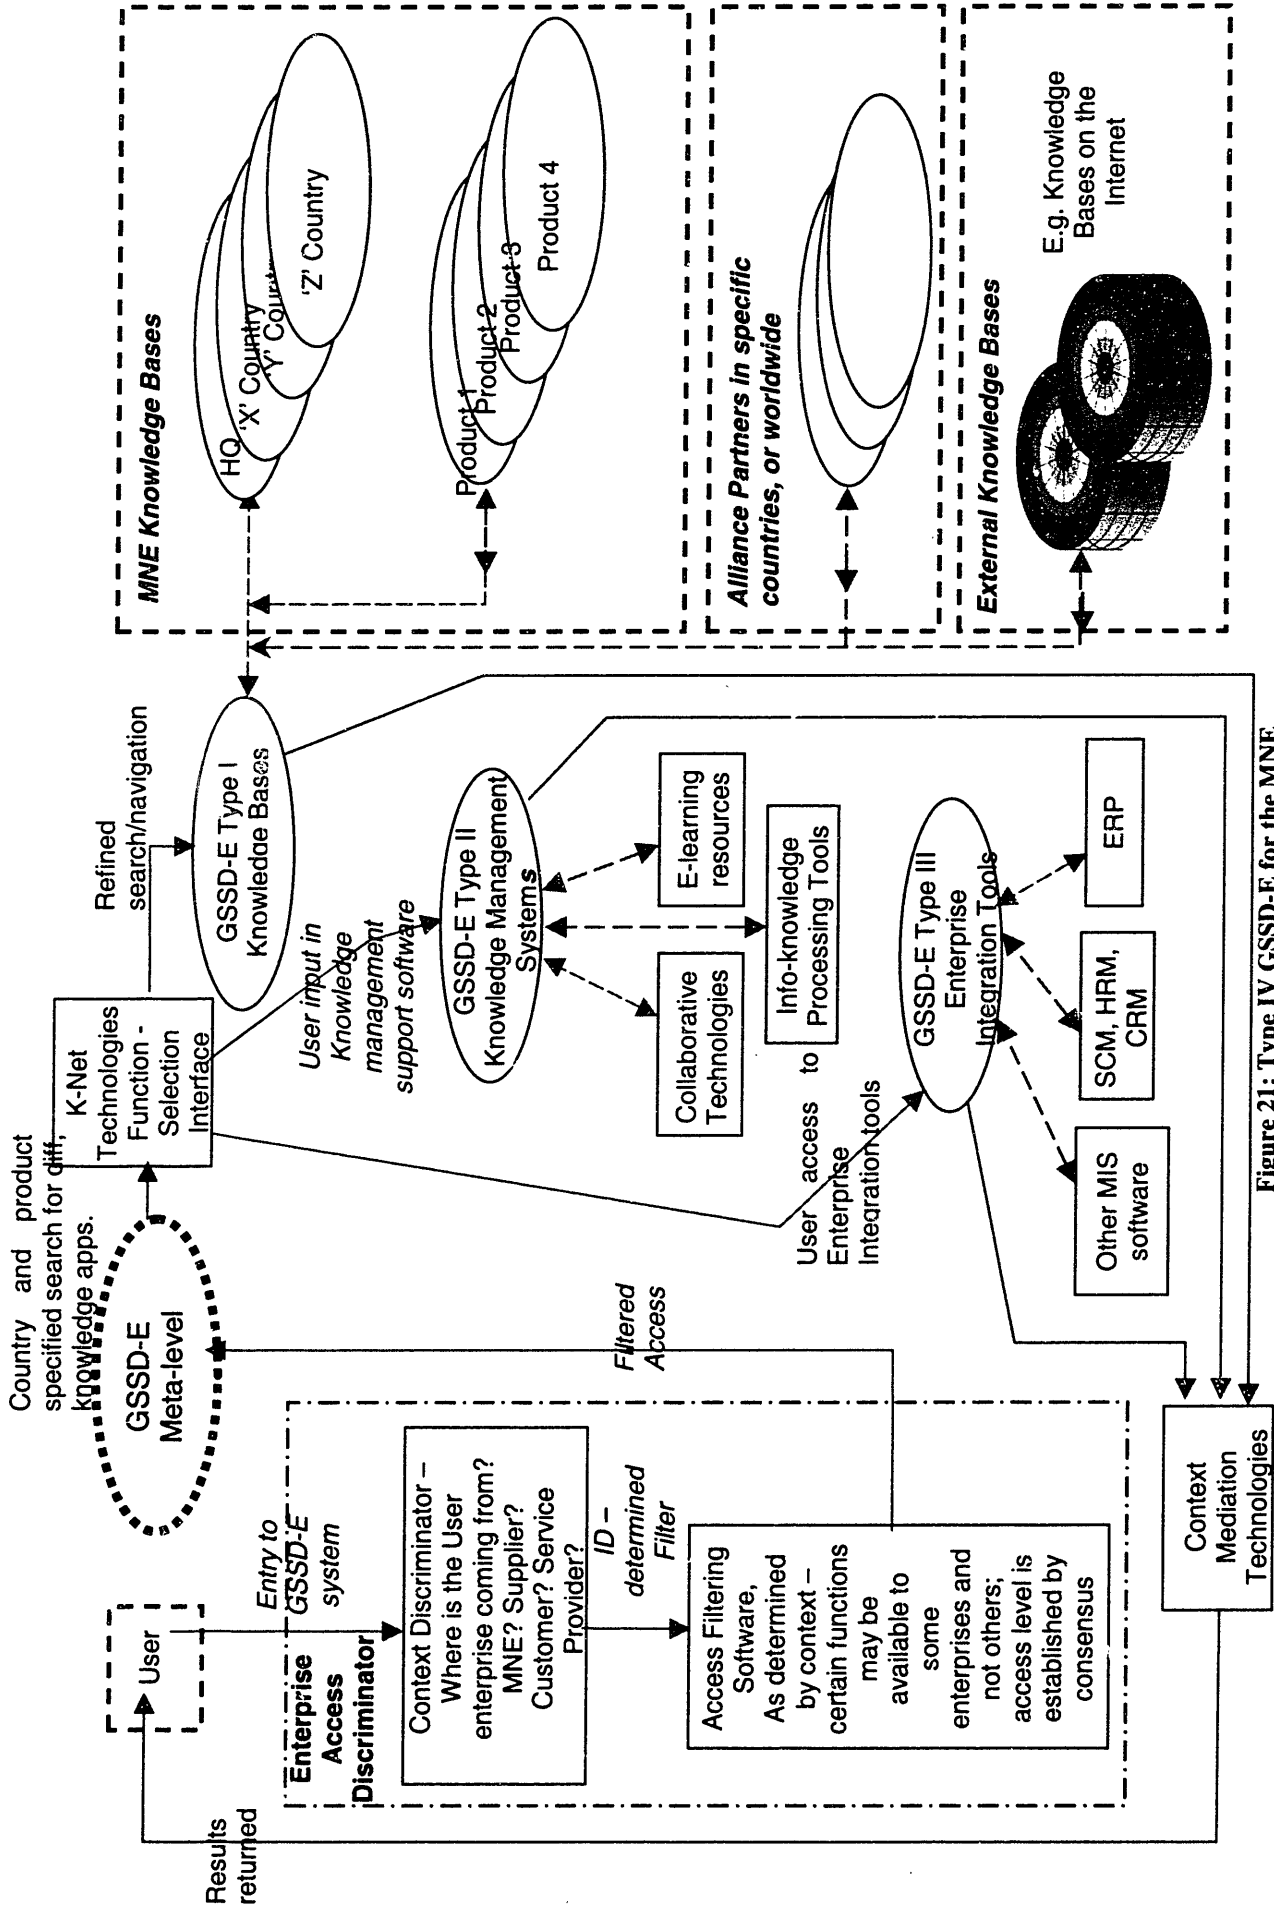 Results
returned
User
Entry to
GSSD-E
system
Enterprise
Access
Discriminator
Context Discriminator –
Where is the User
enterprise coming from?
MNE? Supplier?
Customer? Service
Provider?
ID –
determined
Filter
Access Filtering
Software,
As determined
by context –
certain functions
may be
available to
some
enterprises and
not others;
access level is
established by
consensus
Filtered
Access
Country and product
specified search for diff,
knowledge apps.
GSSD-E
Meta-level
K-Net
Technologies
Function -
Selection
Interface
Refined
search/navigation
GSSD-E Type I
Knowledge Bases
User input in
Knowledge
management
support software
GSSD-E Type II
Knowledge Management
Systems
Collaborative
Technologies
E-learning
resources
Info-knowledge
Processing Tools
User access to
Enterprise
Integration tools
GSSD-E Type III
Enterprise
Integration Tools
Other MIS
software
SCM, HRM,
CRM
ERP
Context
Mediation
Technologies
MNE Knowledge Bases
HQ
'X' Country
'Y' Country
'Z' Country
Product 1
Product 2
Product 3
Product 4
Alliance Partners in specific
countries, or worldwide
External Knowledge Bases
E.g. Knowledge
Bases on the
Internet
Figure 21: Type IV GSSD-E for the MNE